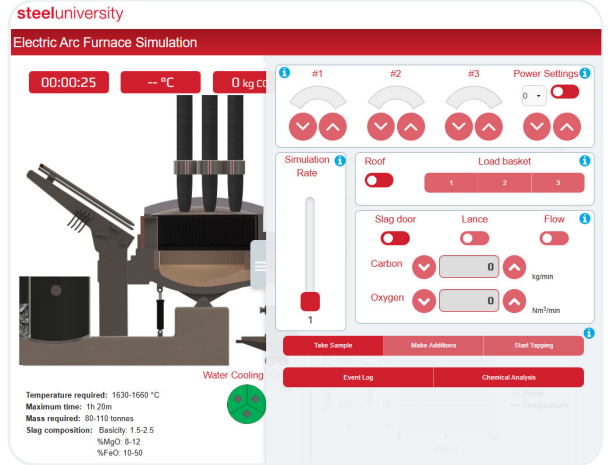 steeluniversity
Electric Arc Furnace Simulation
00:00:25
-- °C
0 kg CO
#1
#2
#3
Power Settings
0
Simulation Rate
1
Roof
Load basket
1
2
3
Slag door
Lance
Flow
Carbon
0
kg/min
Oxygen
0
Nm³/min
Take Sample
Make Additions
Start Tapping
Event Log
Chemical Analysis
Water Cooling
Temperature required: 1630-1660 °C
Maximum time: 1h 20m
Mass required: 80-110 tonnes
Slag composition: Basicity: 1.5-2.5
%MgO: 8-12
%FeO: 10-50